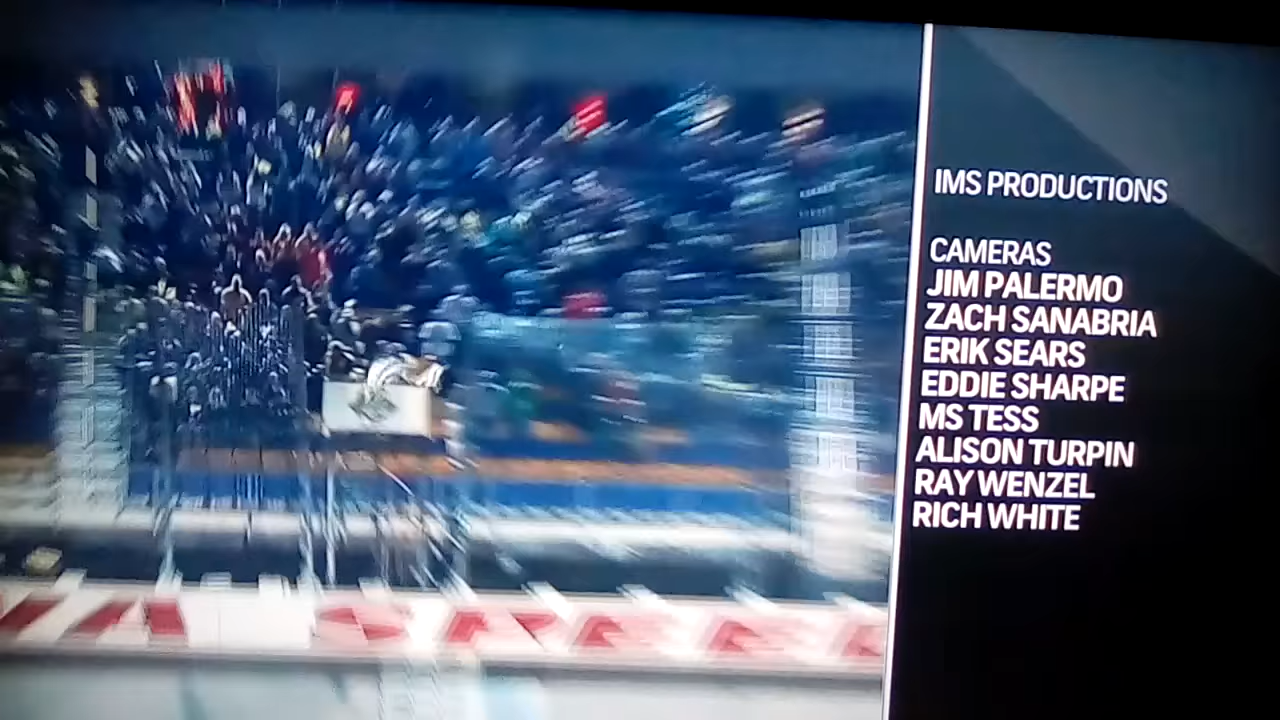 IMS PRODUCTIONS
CAMERAS
JIM PALERMO
ZACH SANABRIA
ERIK SEARS
EDDIE SHARPE
MS TESS
ALISON TURPIN
RAY WENZEL
RICH WHITE